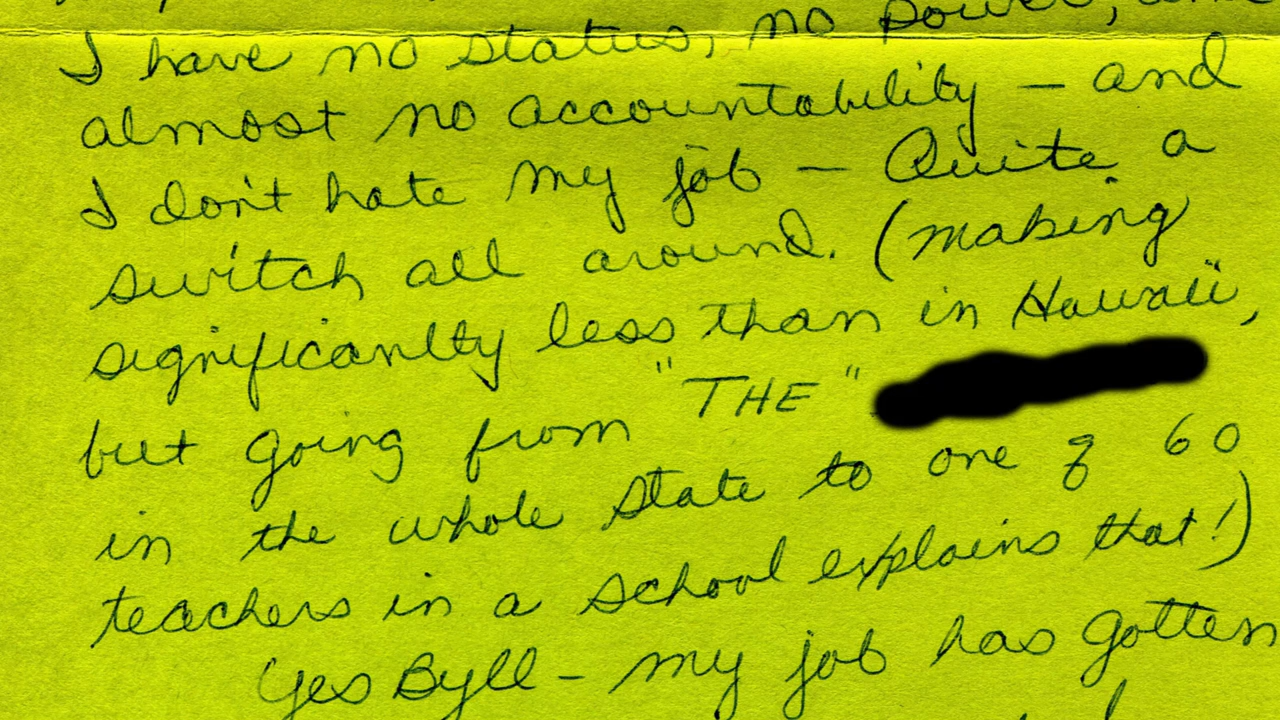 I have no status, no power,
almost no accountability — and
I don't hate my job — Quite a
switch all around. (making
significantlty less than in Hawaii,
but going from "THE"
in the whole State to one of 60
teachers in a school explains that!)
Yes Byll - my job has gotten